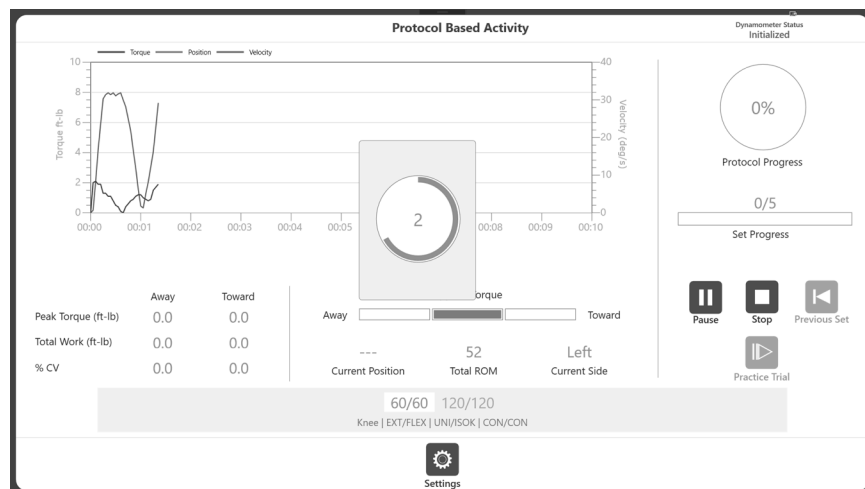 Protocol Based Activity
Dynamometer Status
Initialized
Torque Position Velocity
10
8
6
4
2
0
Torque ft-lb
40
30
20
10
0
Velocity (deg/s)
00:00 00:01 00:02 00:03 00:04 00:05 00:08 00:09 00:10
2
0%
Protocol Progress
0/5
Set Progress
Pause Stop Previous Set
Practice Trial
Away Toward
Peak Torque (ft-lb) 0.0 0.0
Total Work (ft-lb) 0.0 0.0
% CV 0.0 0.0
orque
Away Toward
--- 52 Left
Current Position Total ROM Current Side
60/60 120/120
Knee | EXT/FLEX | UNI/ISOK | CON/CON
Settings